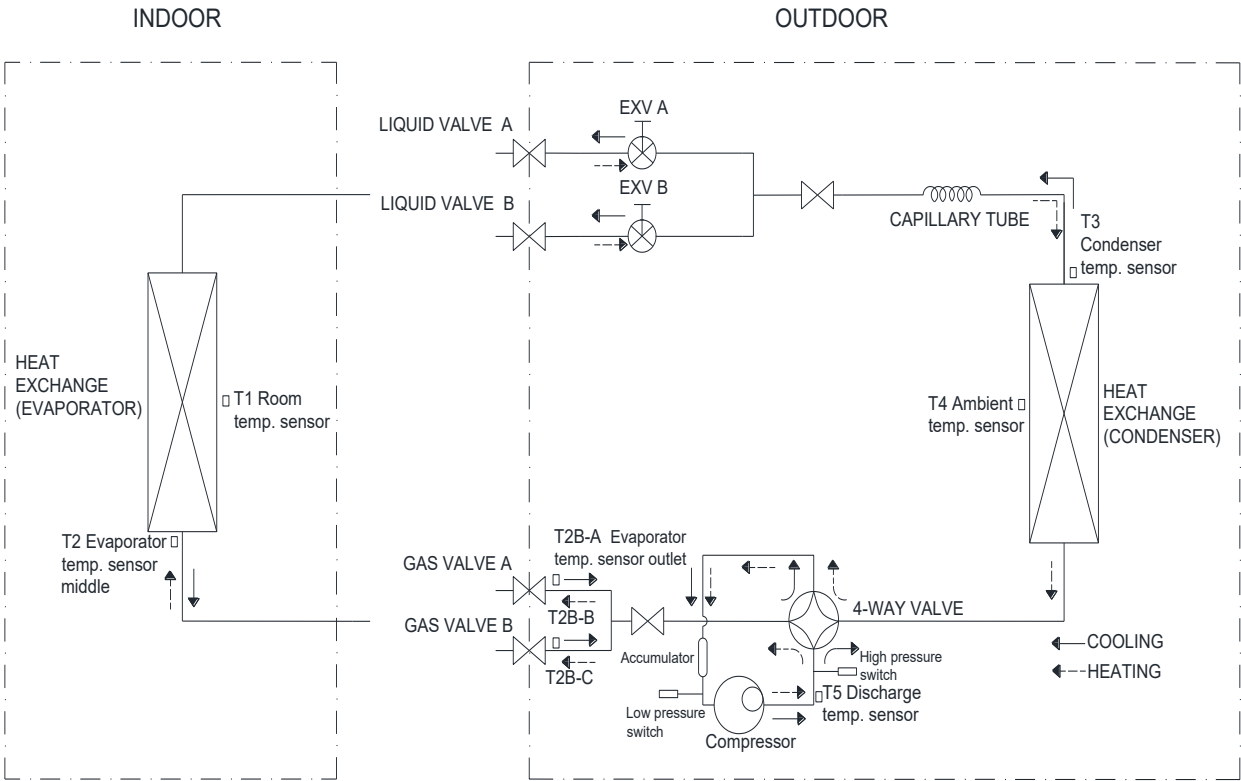 INDOOR
OUTDOOR
EXV A
LIQUID VALVE A
EXV B
LIQUID VALVE B
CAPILLARY TUBE
T3
Condenser
temp. sensor
HEAT
EXCHANGE
(EVAPORATOR)
T1 Room
temp. sensor
T4 Ambient
temp. sensor
HEAT
EXCHANGE
(CONDENSER)
T2 Evaporator
temp. sensor
middle
T2B-A Evaporator
temp. sensor outlet
GAS VALVE A
T2B-B
GAS VALVE B
T2B-C
4-WAY VALVE
COOLING
HEATING
Accumulator
High pressure
switch
Low pressure
switch
T5 Discharge
temp. sensor
Compressor